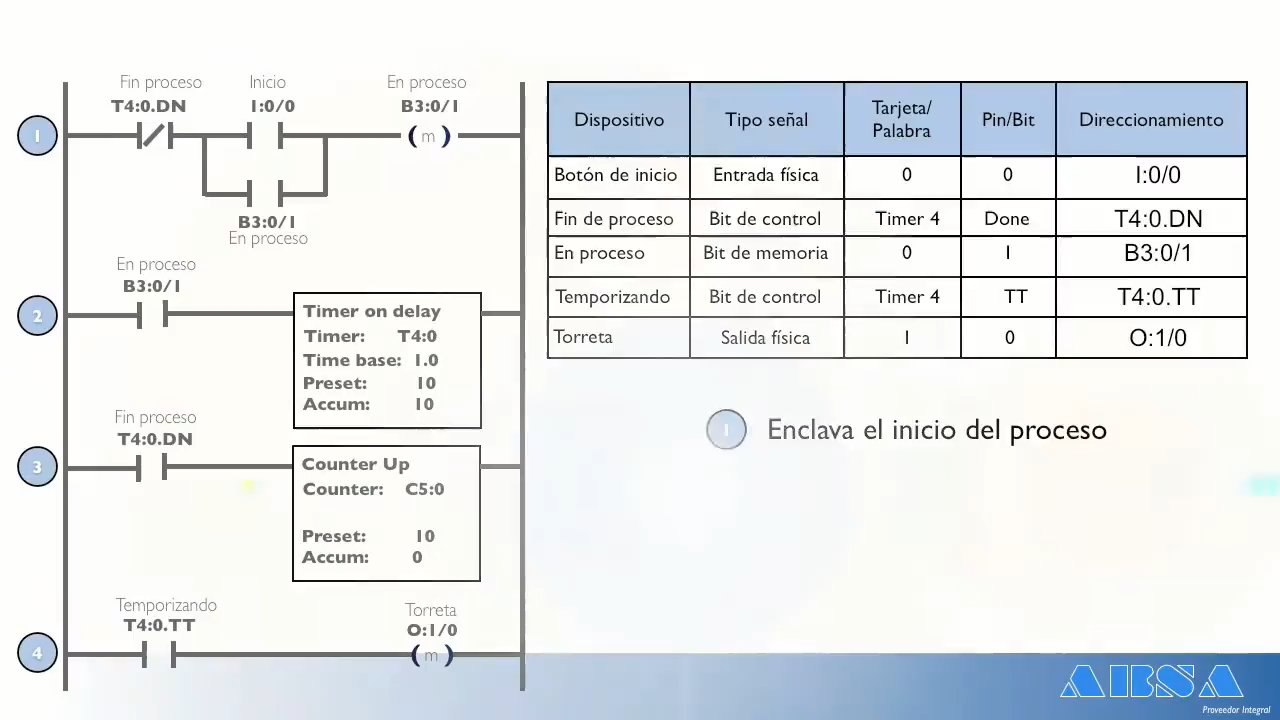 Fin proceso
T4:0.DN
Inicio
1:0/0
En proceso
B3:0/1
1
( m )
B3:0/1
En proceso
En proceso
B3:0/1
2
Timer on delay
Timer: T4:0
Time base: 1.0
Preset: 10
Accum: 10
Fin proceso
T4:0.DN
3
Counter Up
Counter: C5:0
Preset: 10
Accum: 0
Temporizando
T4:0.TT
Torreta
O:1/0
4
( m )
Dispositivo Tipo señal Tarjeta/ Palabra Pin/Bit Direccionamiento
Botón de inicio Entrada física 0 0 I:0/0
Fin de proceso Bit de control Timer 4 Done T4:0.DN
En proceso Bit de memoria 0 1 B3:0/1
Temporizando Bit de control Timer 4 TT T4:0.TT
Torreta Salida física 1 0 O:1/0
1 Enclava el inicio del proceso
ABSA
Proveedor Integral